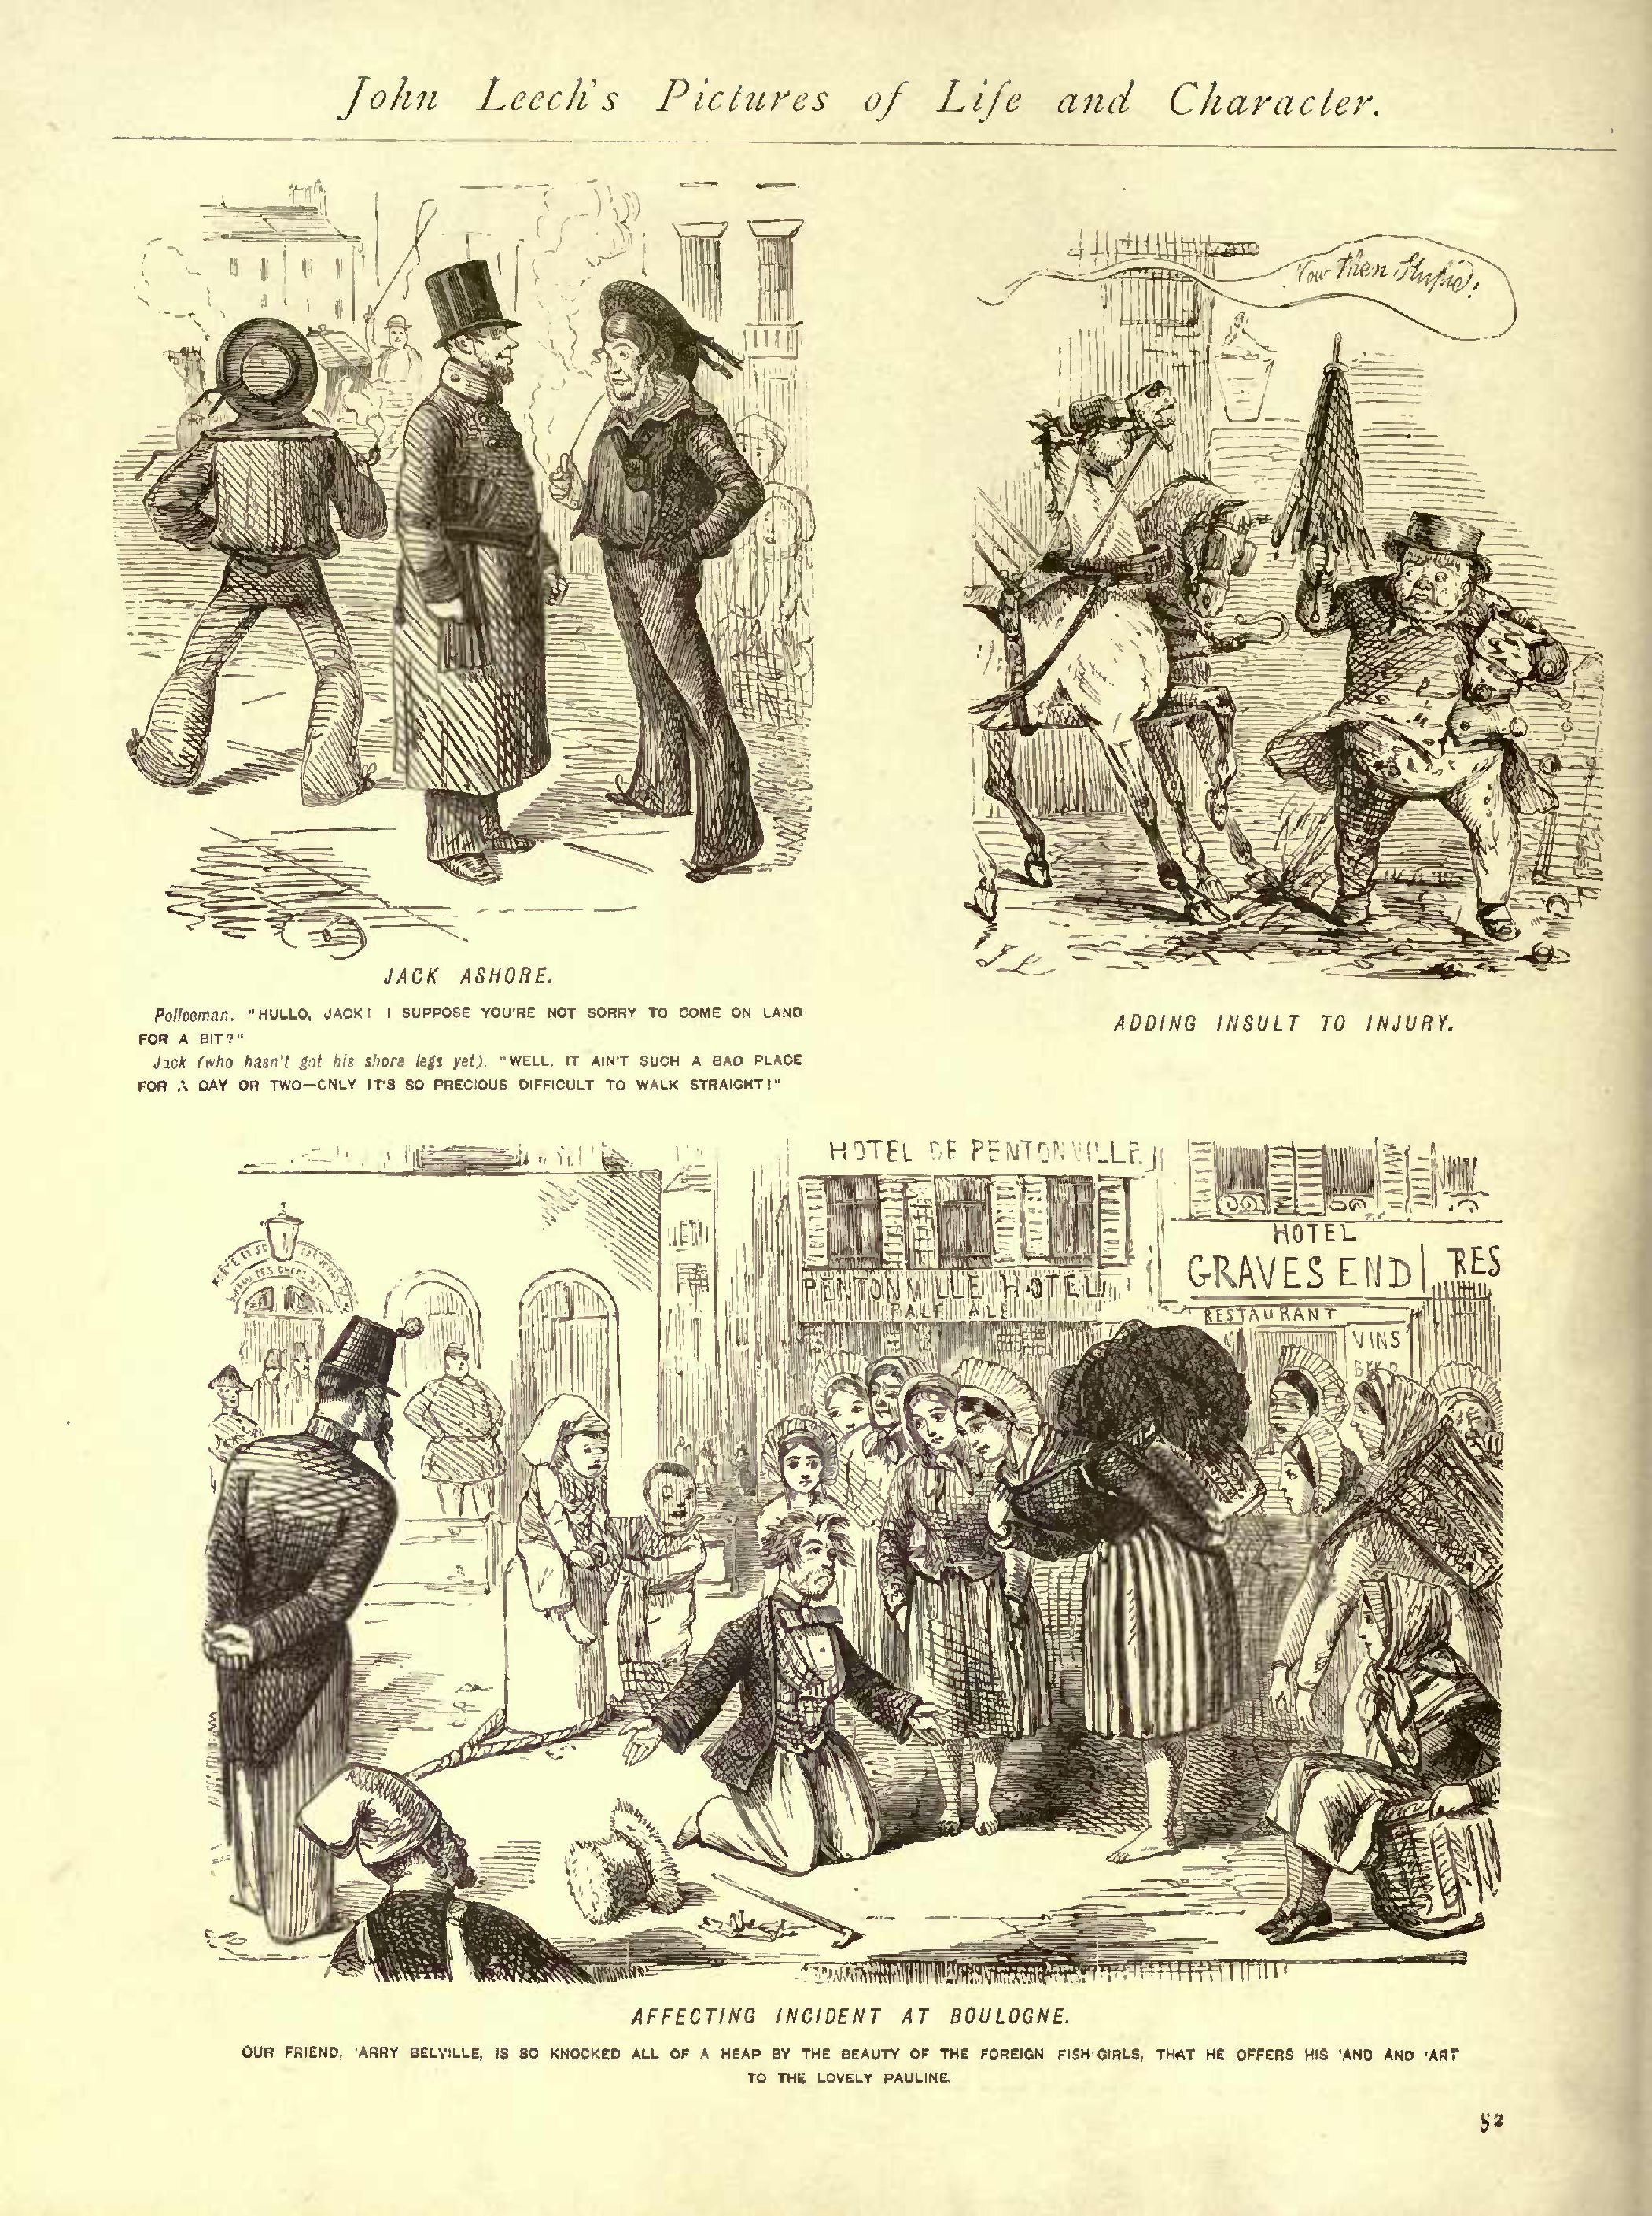 John Leech's Pictures of Life and Character.
Now then Stupid!
JACK ASHORE.
Policeman. "HULLO, JACK! I SUPPOSE YOU'RE NOT SORRY TO COME ON LAND
FOR A BIT?"
Jack (who hasn't got his shore legs yet). "WELL, IT AIN'T SUCH A BAD PLACE
FOR A DAY OR TWO—ONLY IT'S SO PRECIOUS DIFFICULT TO WALK STRAIGHT!"
J L
ADDING INSULT TO INJURY.
HOTEL DE PENTONVILLE
HOTEL
GRAVESEND
RES
PENTONVILLE HOTEL
PALE ALE
RESTAURANT
VINS
AFFECTING INCIDENT AT BOULOGNE.
OUR FRIEND, 'ARRY BELVILLE, IS SO KNOCKED ALL OF A HEAP BY THE BEAUTY OF THE FOREIGN FISH-GIRLS, THAT HE OFFERS HIS 'AND AND 'ART
TO THE LOVELY PAULINE.